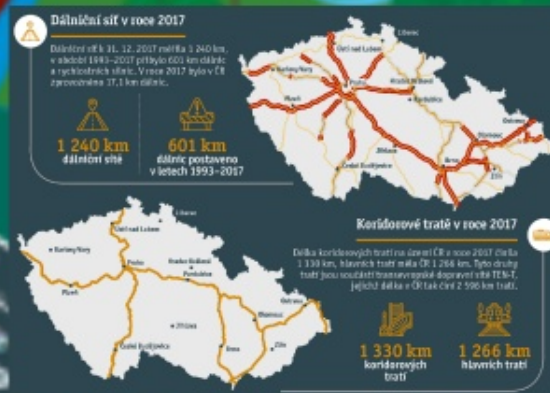 Dálniční síť v roce 2017
Dálniční síť k 31. 12. 2017 měřila 1 240 km,
v období 1993–2017 přibylo 601 km dálnic
a rychlostních silnic. V roce 2017 bylo v ČR
zprovozněno 17,1 km dálnic.
1 240 km
dálniční sítě
601 km
dálnic postaveno
v letech 1993–2017
Liberec
Ústí nad Labem
Karlovy Vary
Praha
Hradec Králové
Pardubice
Plzeň
Olomouc
Ostrava
Jihlava
Brno
Zlín
České Budějovice
Koridorové tratě v roce 2017
Délka koridorových tratí na území ČR v roce 2017 činila
1 330 km, hlavních tratí měla ČR 1 266 km. Tyto druhy
tratí jsou součástí transevropské dopravní sítě TEN-T,
jejichž délka v ČR tak činí 2 596 km tratí.
1 330 km
koridorových
tratí
1 266 km
hlavních tratí
Liberec
Ústí nad Labem
Karlovy Vary
Praha
Hradec Králové
Pardubice
Plzeň
Ostrava
Olomouc
Jihlava
České Budějovice
Brno
Zlín